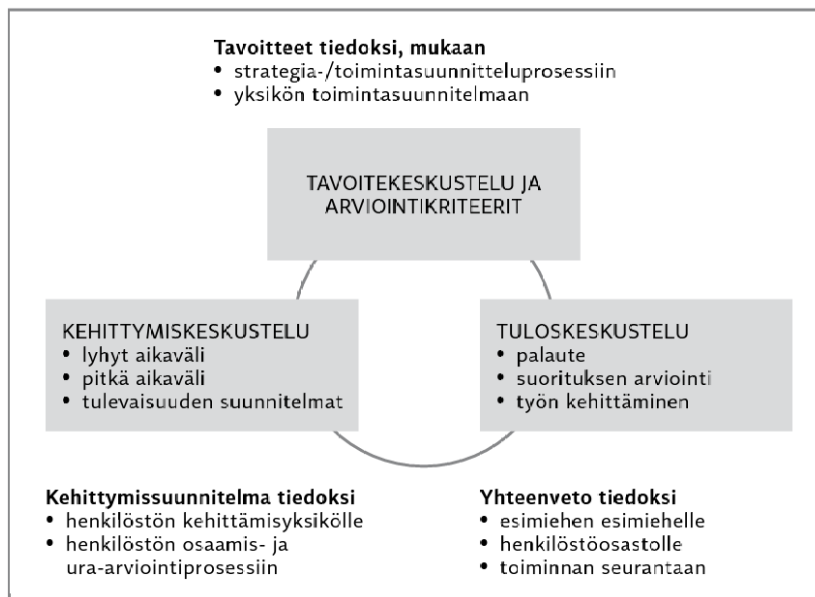 Tavoitteet tiedoksi, mukaan
• strategia-/toimintasuunnitteluprosessiin
• yksikön toimintasuunnitelmaan
TAVOITEKESKUSTELU JA
ARVIOINTIKRITEERIT
KEHITTYMISKESKUSTELU
• lyhyt aikaväli
• pitkä aikaväli
• tulevaisuuden suunnitelmat
TULOSKESKUSTELU
• palaute
• suorituksen arviointi
• työn kehittäminen
Kehittymissuunnitelma tiedoksi
• henkilöstön kehittämisyksikölle
• henkilöstön osaamis- ja
ura-arviointiprosessiin
Yhteenveto tiedoksi
• esimiehen esimiehelle
• henkilöstöosastolle
• toiminnan seurantaan